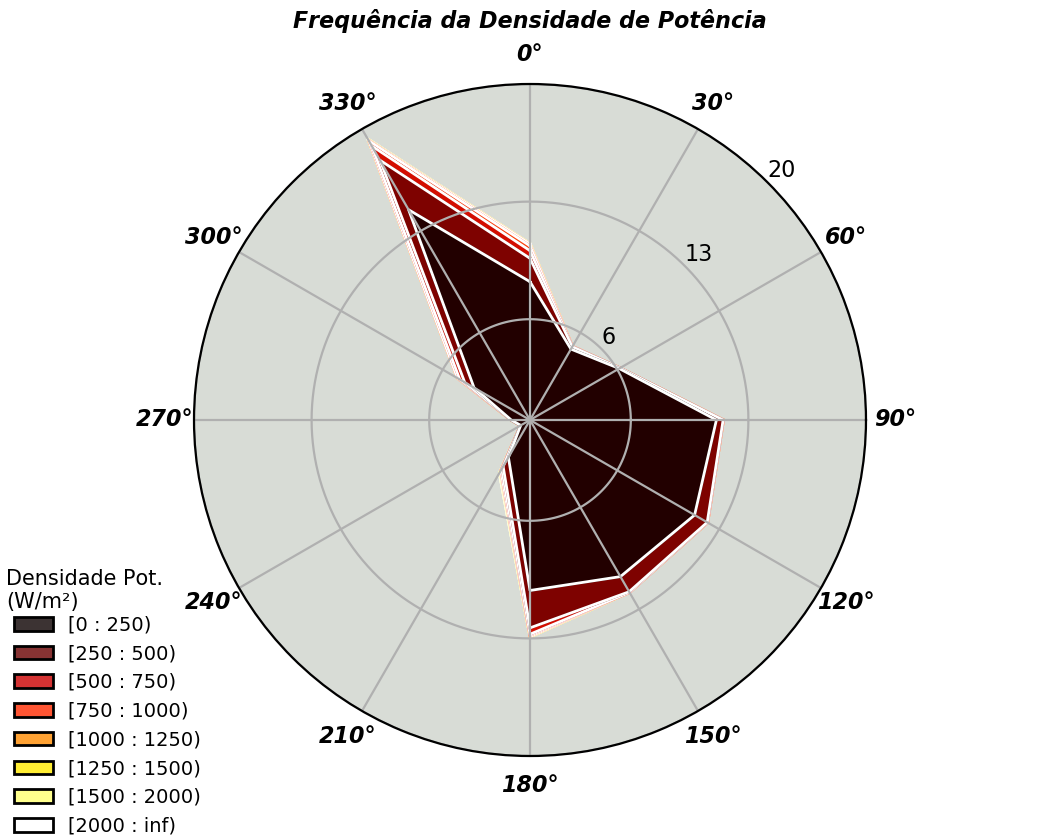 Frequência da Densidade de Potência
0°
330°
30°
20
300°
60°
13
6
270°
90°
240°
120°
210°
150°
180°
Densidade Pot.
(W/m²)
[0 : 250)
[250 : 500)
[500 : 750)
[750 : 1000)
[1000 : 1250)
[1250 : 1500)
[1500 : 2000)
[2000 : inf)